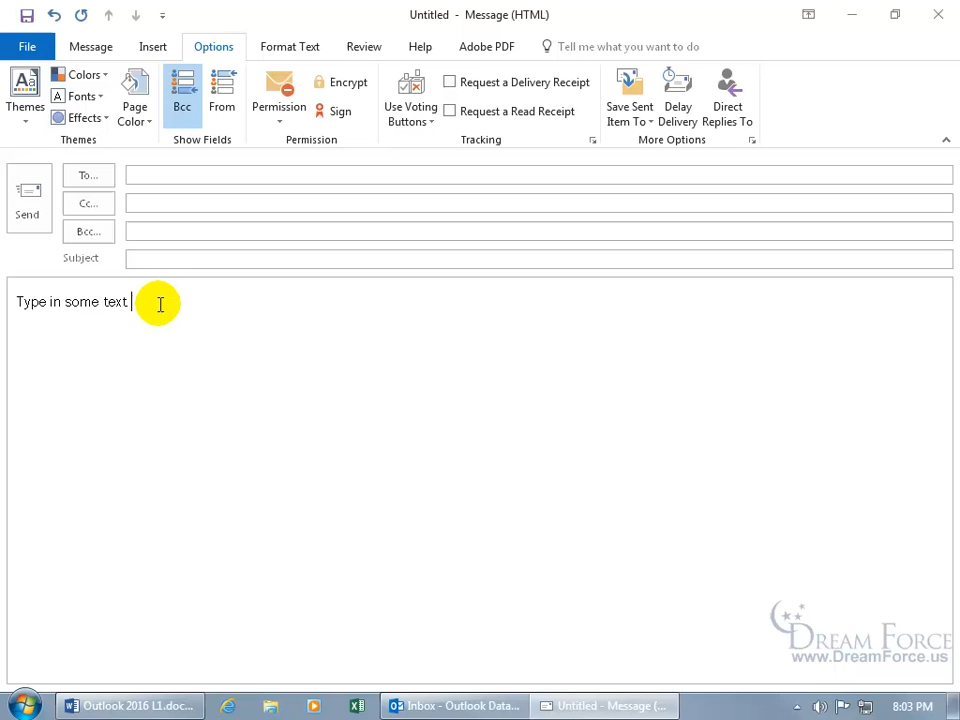 Untitled - Message (HTML)
File Message Insert Options Format Text Review Help Adobe PDF Tell me what you want to do
Themes
Colors
Fonts
Effects
Page Color
Themes
Bcc From
Show Fields
Permission
Encrypt
Sign
Permission
Use Voting Buttons
Request a Delivery Receipt
Request a Read Receipt
Tracking
Save Sent Item To
Delay Delivery
Direct Replies To
More Options
Send
To...
Cc...
Bcc...
Subject
Type in some text
DREAM FORCE
www.DreamForce.us
Outlook 2016 L1.doc...
Inbox - Outlook Data...
Untitled - Message (...
8:03 PM